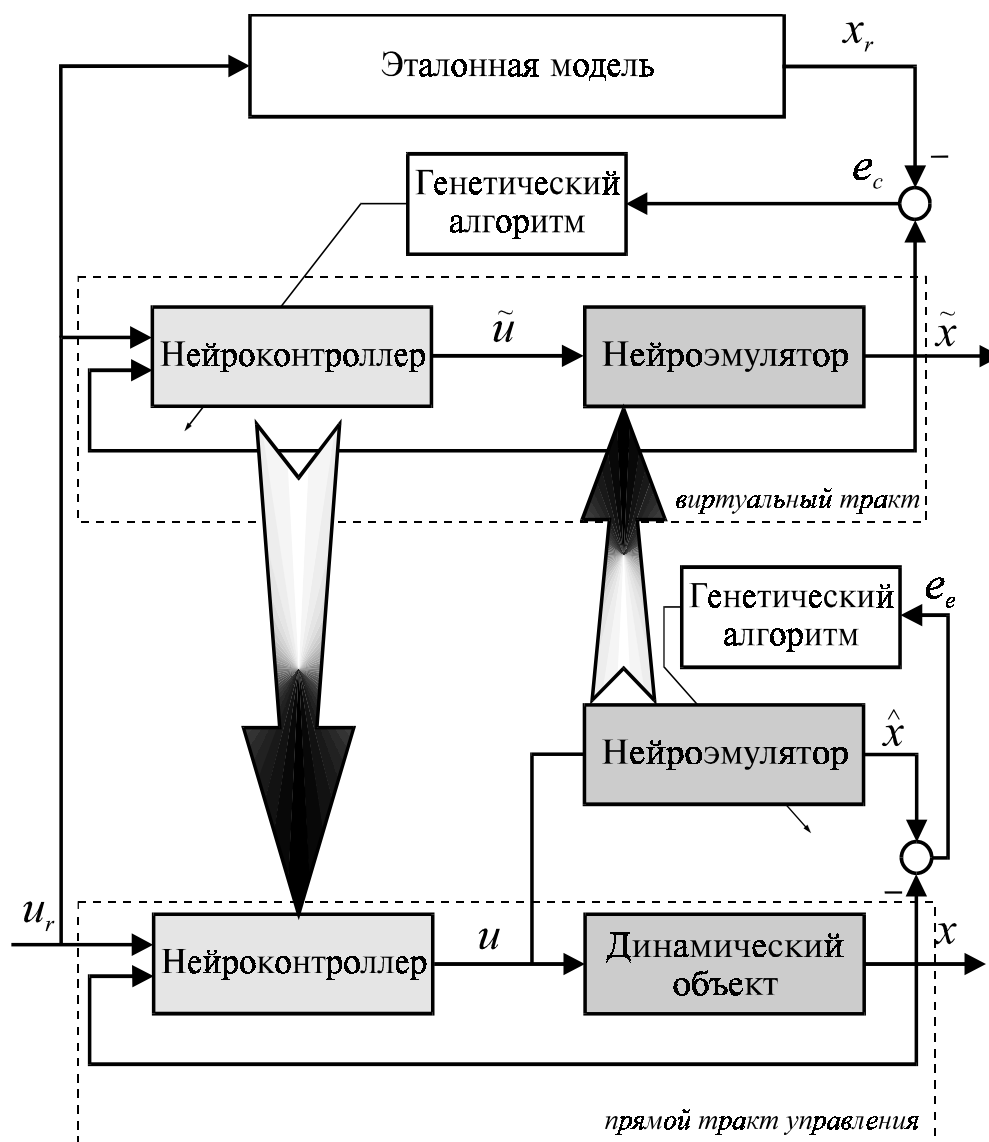 Эталонная модель
x_r
−
Генетический
алгоритм
e_c
Нейроконтроллер
ũ
Нейроэмулятор
x̃
виртуальный тракт
Генетический
алгоритм
e_e
Нейроэмулятор
x̂
−
u_r
Нейроконтроллер
u
Динамический
объект
x
прямой тракт управления